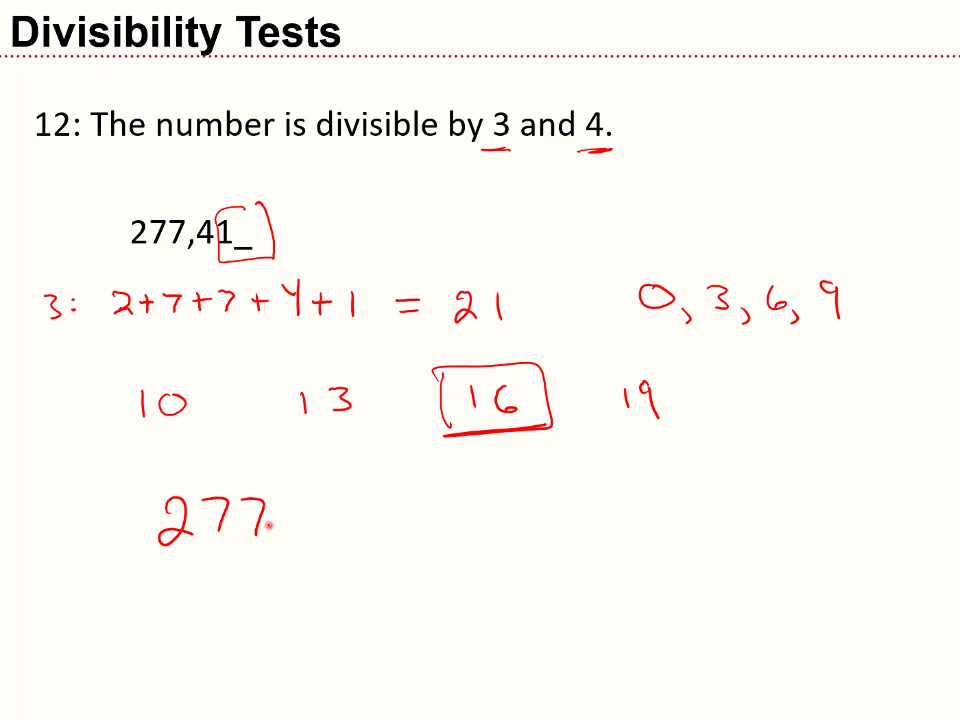 Divisibility Tests
12: The number is divisible by 3 and 4.
277,41_
3: 2+7+7+4+1 = 21 0, 3, 6, 9
10 13 16 19
277